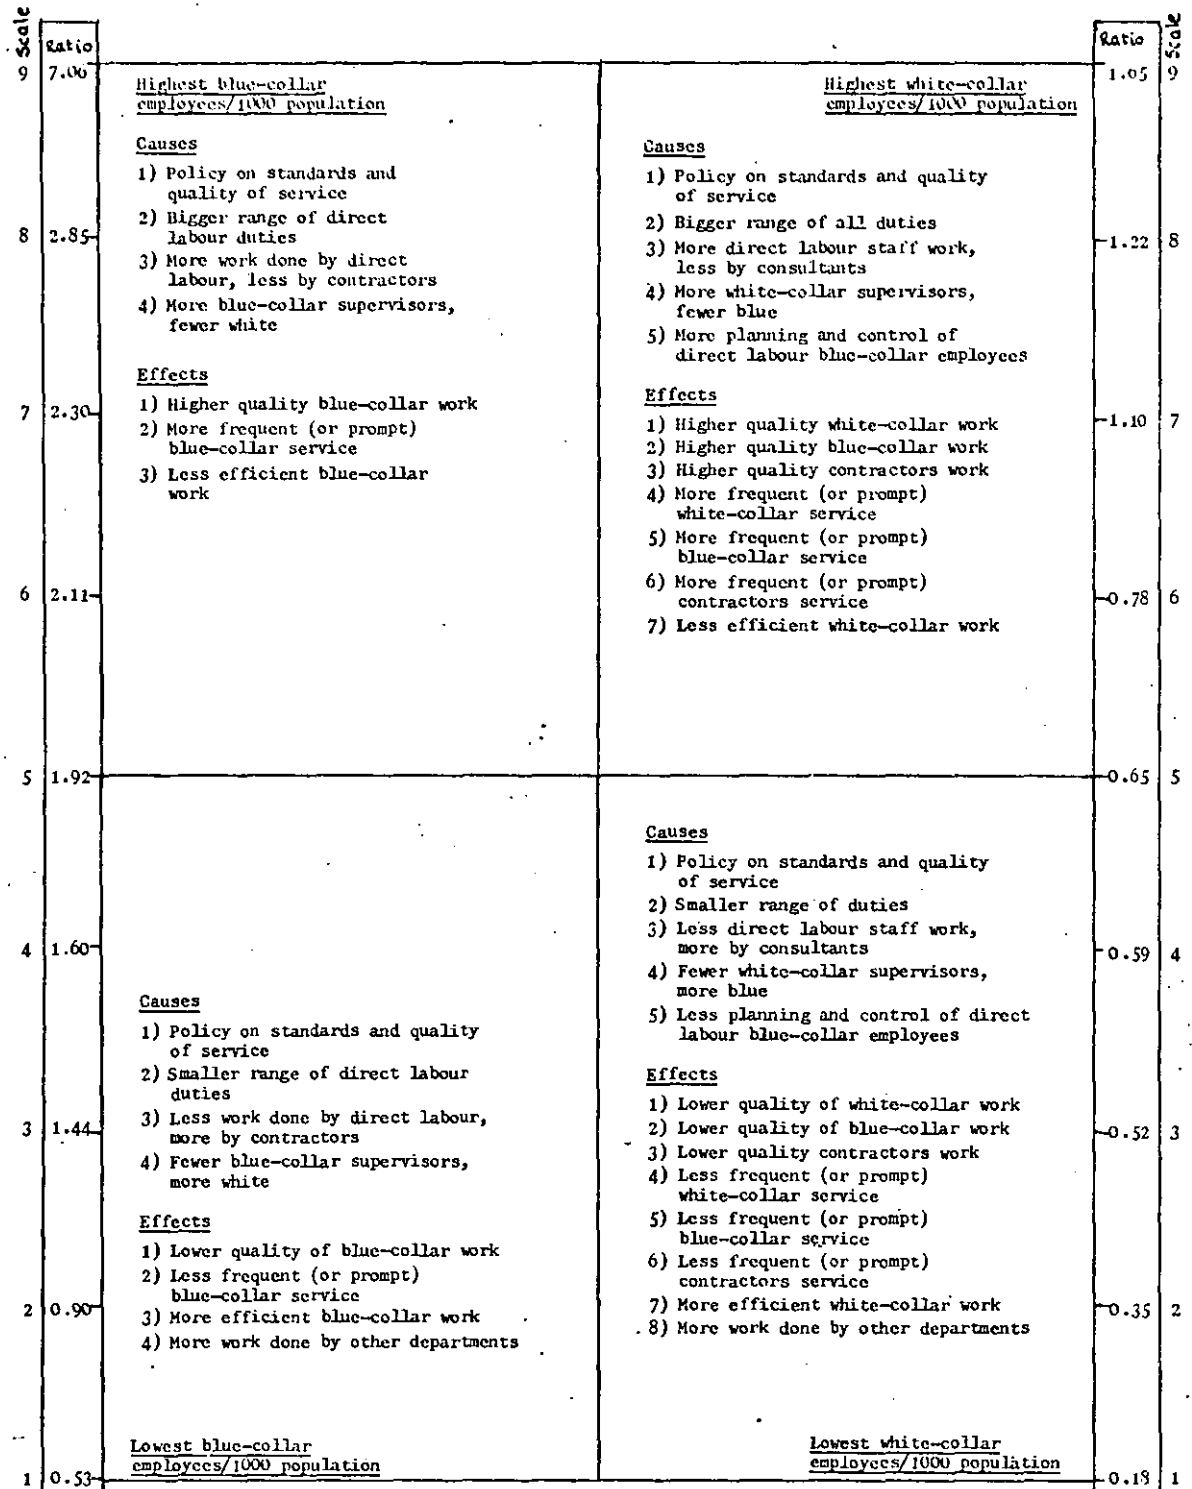 Scale
Ratio
9 7.06
8 2.85
7 2.30
6 2.11
5 1.92
4 1.60
3 1.44
2 0.90
1 0.53
Highest blue-collar
employees/1000 population
Causes
1) Policy on standards and
quality of service
2) Bigger range of direct
labour duties
3) More work done by direct
labour, less by contractors
4) More blue-collar supervisors,
fewer white
Effects
1) Higher quality blue-collar work
2) More frequent (or prompt)
blue-collar service
3) Less efficient blue-collar
work
Causes
1) Policy on standards and quality
of service
2) Smaller range of direct labour
duties
3) Less work done by direct labour,
more by contractors
4) Fewer blue-collar supervisors,
more white
Effects
1) Lower quality of blue-collar work
2) Less frequent (or prompt)
blue-collar service
3) More efficient blue-collar work
4) More work done by other departments
Lowest blue-collar
employees/1000 population
Highest white-collar
employees/1000 population
Causes
1) Policy on standards and quality
of service
2) Bigger range of all duties
3) More direct labour staff work,
less by consultants
4) More white-collar supervisors,
fewer blue
5) More planning and control of
direct labour blue-collar employees
Effects
1) Higher quality white-collar work
2) Higher quality blue-collar work
3) Higher quality contractors work
4) More frequent (or prompt)
white-collar service
5) More frequent (or prompt)
blue-collar service
6) More frequent (or prompt)
contractors service
7) Less efficient white-collar work
Causes
1) Policy on standards and quality
of service
2) Smaller range of duties
3) Less direct labour staff work,
more by consultants
4) Fewer white-collar supervisors,
more blue
5) Less planning and control of direct
labour blue-collar employees
Effects
1) Lower quality of white-collar work
2) Lower quality of blue-collar work
3) Lower quality contractors work
4) Less frequent (or prompt)
white-collar service
5) Less frequent (or prompt)
blue-collar service
6) Less frequent (or prompt)
contractors service
7) More efficient white-collar work
8) More work done by other departments
Lowest white-collar
employees/1000 population
Ratio
Scale
9
1.22 8
1.10 7
0.78 6
0.65 5
0.59 4
0.52 3
0.35 2
1